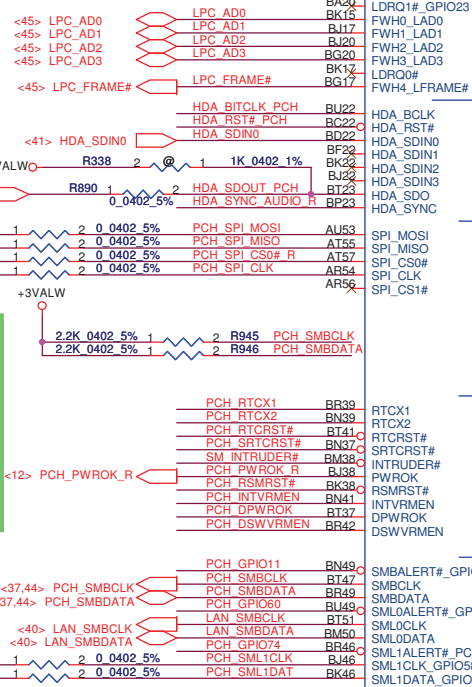 BA20 LDRQ1#_GPIO23
<45> LPC_AD0 LPC_AD0 BK15 FWH0_LAD0
<45> LPC_AD1 LPC_AD1 BJ17 FWH1_LAD1
<45> LPC_AD2 LPC_AD2 BJ20 FWH2_LAD2
<45> LPC_AD3 LPC_AD3 BG20 FWH3_LAD3
BK17 LDRQ0#
<45> LPC_FRAME# LPC_FRAME# BG17 FWH4_LFRAME#
HDA_BITCLK_PCH BU22 HDA_BCLK
HDA_RST#_PCH BC22 HDA_RST#
<41> HDA_SDIN0 HDA_SDIN0 BD22 HDA_SDIN0
BF22 HDA_SDIN1
VALW R338 2 @ 1 1K_0402_1% BK22 HDA_SDIN2
BJ22 HDA_SDIN3
R890 1 2 HDA_SDOUT_PCH BT23 HDA_SDO
0_0402_5% HDA_SYNC_AUDIO_R BP23 HDA_SYNC
1 2 0_0402_5% PCH_SPI_MOSI AU53 SPI_MOSI
1 2 0_0402_5% PCH_SPI_MISO AT55 SPI_MISO
1 2 0_0402_5% PCH_SPI_CS0#_R AT57 SPI_CS0#
1 2 0_0402_5% PCH_SPI_CLK AR54 SPI_CLK
AR56 SPI_CS1#
+3VALW
2.2K_0402_5% 1 2 R945 PCH_SMBCLK
2.2K_0402_5% 1 2 R946 PCH_SMBDATA
PCH_RTCX1 BR39 RTCX1
PCH_RTCX2 BN39 RTCX2
PCH_RTCRST# BT41 RTCRST#
PCH_SRTCRST# BN37 SRTCRST#
SM_INTRUDER# BM38 INTRUDER#
<12> PCH_PWROK_R PCH_PWROK_R BJ38 PWROK
PCH_RSMRST# BK38 RSMRST#
PCH_INTVRMEN BN41 INTVRMEN
PCH_DPWROK BT37 DPWROK
PCH_DSWVRMEN BR42 DSWVRMEN
PCH_GPIO11 BN49 SMBALERT#_GPIO
<37,44> PCH_SMBCLK PCH_SMBCLK BT47 SMBCLK
37,44> PCH_SMBDATA PCH_SMBDATA BR49 SMBDATA
PCH_GPIO60 BU49 SML0ALERT#_GP
<40> LAN_SMBCLK LAN_SMBCLK BT51 SML0CLK
<40> LAN_SMBDATA LAN_SMBDATA BM50 SML0DATA
PCH_GPIO74 BR46 SML1ALERT#_PC
1 2 0_0402_5% PCH_SML1CLK BJ46 SML1CLK_GPIO58
1 2 0_0402_5% PCH_SML1DAT BK46 SML1DATA_GPIO